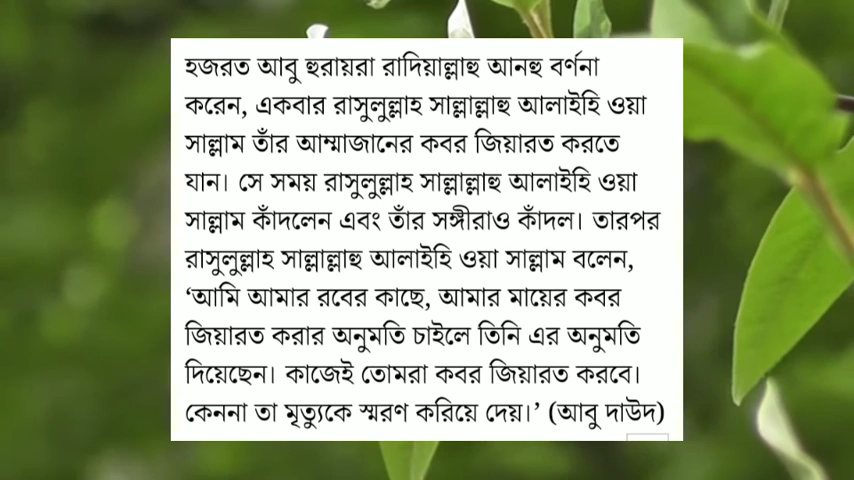 হজরত আবু হুরায়রা রাদিয়াল্লাহু আনহু বর্ণনা
করেন, একবার রাসুলুল্লাহ সাল্লাল্লাহু আলাইহি ওয়া
সাল্লাম তাঁর আম্মাজানের কবর জিয়ারত করতে
যান। সে সময় রাসুলুল্লাহ সাল্লাল্লাহু আলাইহি ওয়া
সাল্লাম কাঁদলেন এবং তাঁর সঙ্গীরাও কাঁদল। তারপর
রাসুলুল্লাহ সাল্লাল্লাহু আলাইহি ওয়া সাল্লাম বলেন,
‘আমি আমার রবের কাছে, আমার মায়ের কবর
জিয়ারত করার অনুমতি চাইলে তিনি এর অনুমতি
দিয়েছেন। কাজেই তোমরা কবর জিয়ারত করবে।
কেননা তা মৃত্যুকে স্মরণ করিয়ে দেয়।’ (আবু দাউদ)